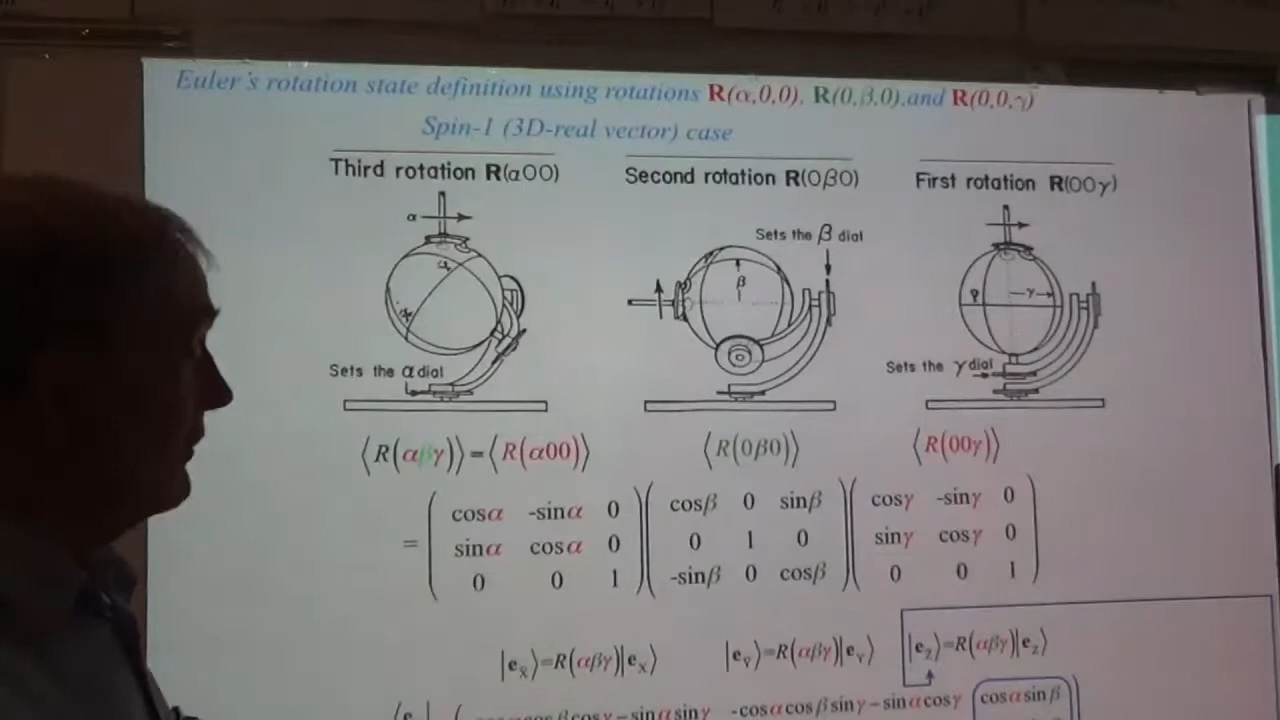 Euler's rotation state definition using rotations R(α,0,0), R(0,β,0),and R(0,0,γ)
Spin-1 (3D-real vector) case
Third rotation R(α00) Second rotation R(0β0) First rotation R(00γ)
α
Sets the β dial
β
γ
Sets the α dial
Sets the γ dial
⟨R(αβγ)⟩=⟨R(α00)⟩ ⟨R(0β0)⟩ ⟨R(00γ)⟩
cosα -sinα 0 cosβ 0 sinβ cosγ -sinγ 0
= sinα cosα 0 0 1 0 sinγ cosγ 0
0 0 1 -sinβ 0 cosβ 0 0 1
|e_x̄⟩=R(αβγ)|e_x⟩ |e_ȳ⟩=R(αβγ)|e_y⟩ |e_z̄⟩=R(αβγ)|e_z⟩
cosβcosγ−sinαsinγ -cosαcosβsinγ−sinαcosγ cosαsinβ